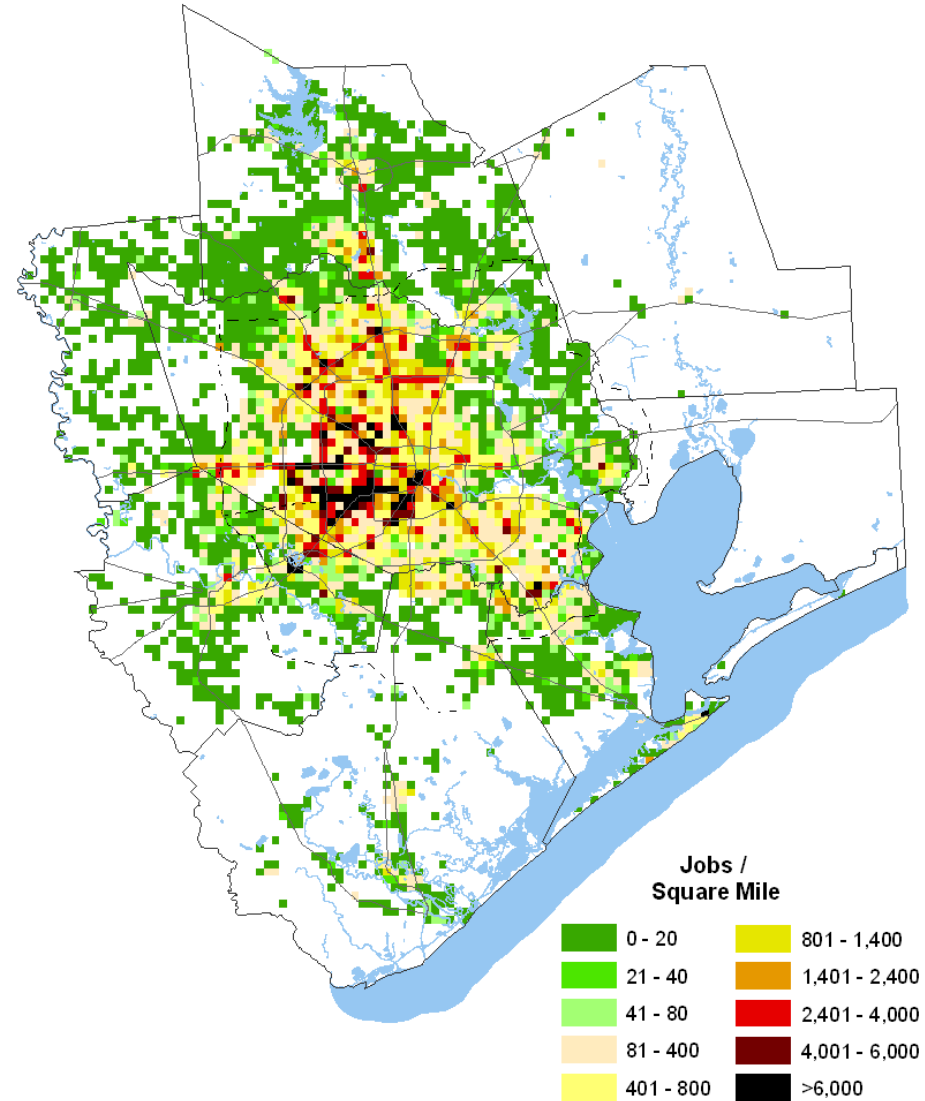 Jobs /
Square Mile
0 - 20
21 - 40
41 - 80
81 - 400
401 - 800
801 - 1,400
1,401 - 2,400
2,401 - 4,000
4,001 - 6,000
>6,000